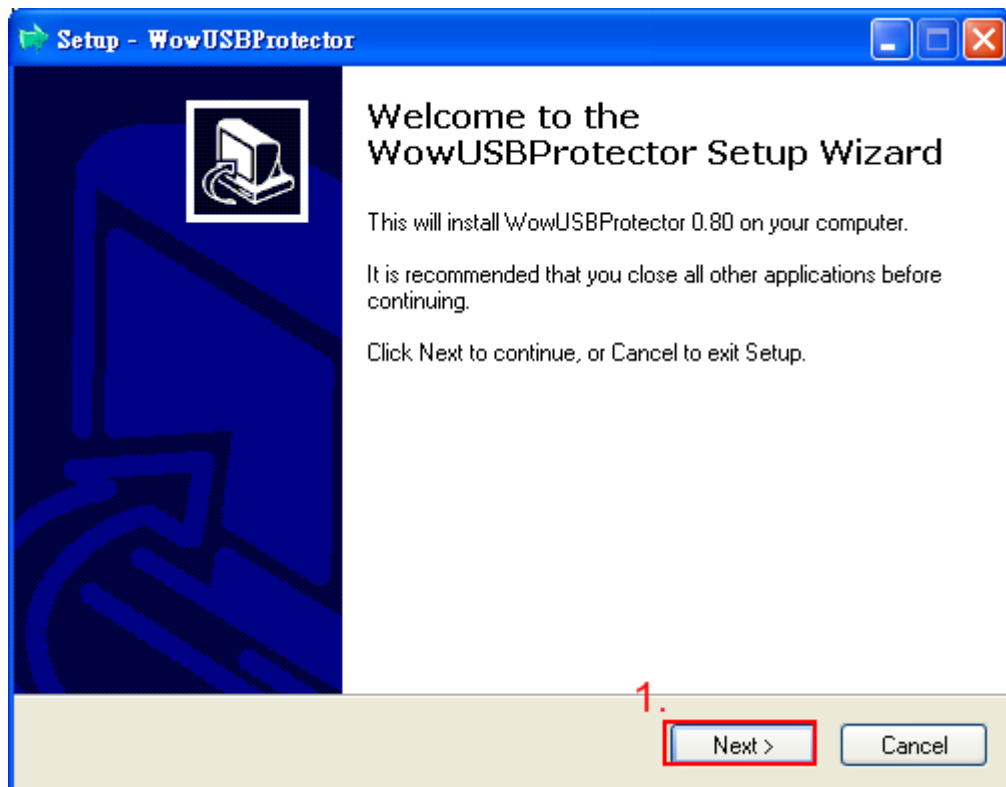 Setup - WowUSBProtector
Welcome to the
WowUSBProtector Setup Wizard
This will install WowUSBProtector 0.80 on your computer.
It is recommended that you close all other applications before
continuing.
Click Next to continue, or Cancel to exit Setup.
1.
Next >
Cancel